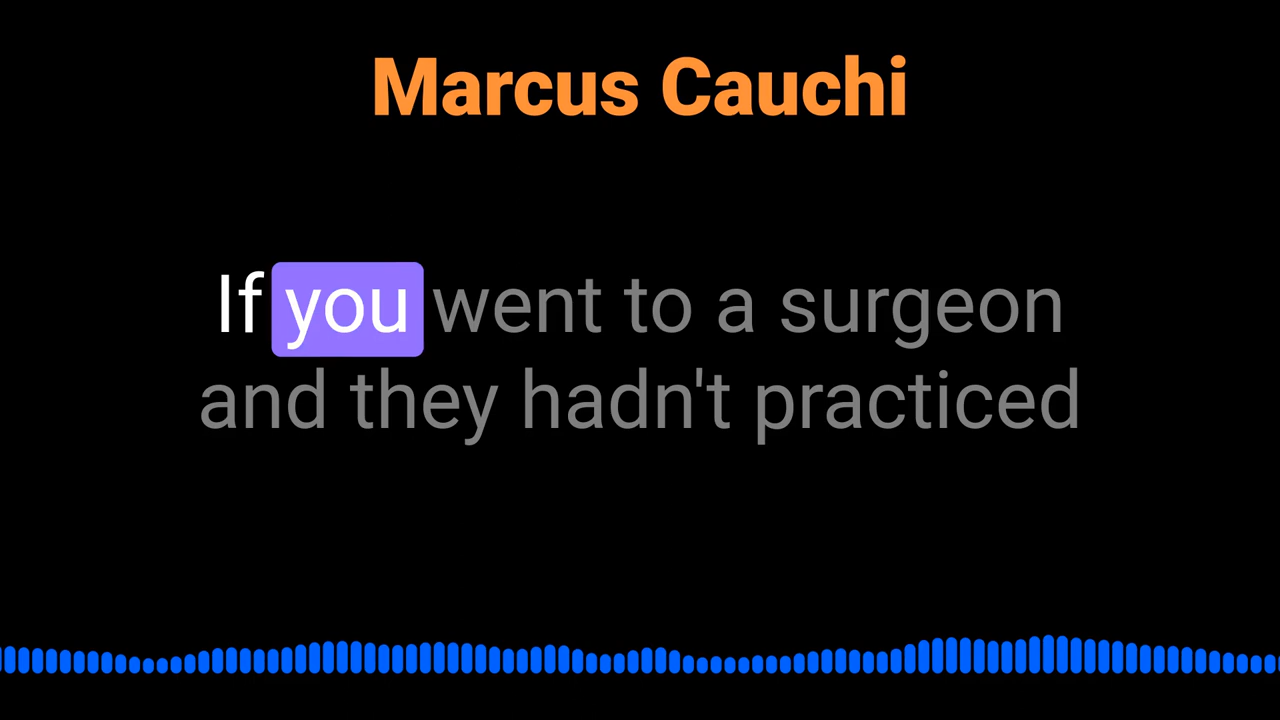 Marcus Cauchi
If you went to a surgeon
and they hadn't practiced